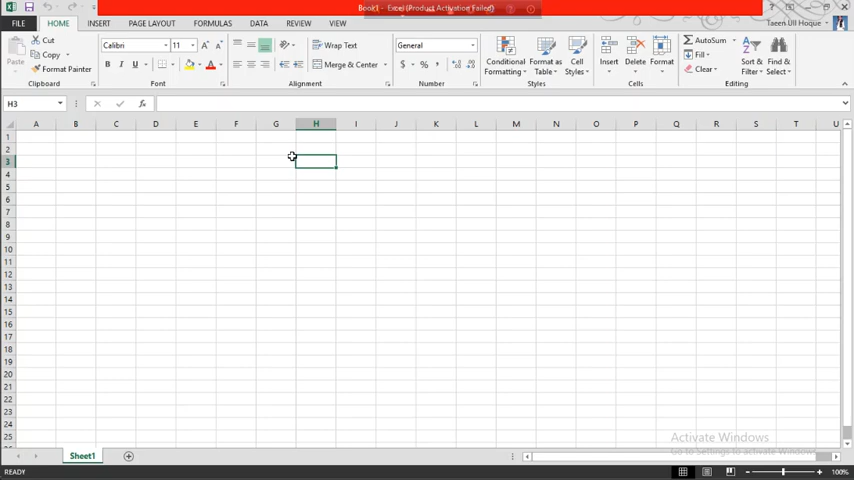 Book1 - Excel (Product Activation Failed)
FILE HOME INSERT PAGE LAYOUT FORMULAS DATA REVIEW VIEW Tazen Ull Hoque
Cut
Copy
Format Painter
Paste
Clipboard
Calibri 11
B I U
Font
Wrap Text
Merge & Center
Alignment
General
$ % ,
Number
Conditional Formatting
Format as Table
Cell Styles
Styles
Insert
Delete
Format
Cells
AutoSum
Fill
Clear
Sort & Filter
Find & Select
Editing
H3 fx
A B C D E F G H I J K L M N O P Q R S T U
1
2
3
4
5
6
7
8
9
10
11
12
13
14
15
16
17
18
19
20
21
22
23
24
25
Activate Windows
Go to Settings to activate Windows.
Sheet1
READY 100%